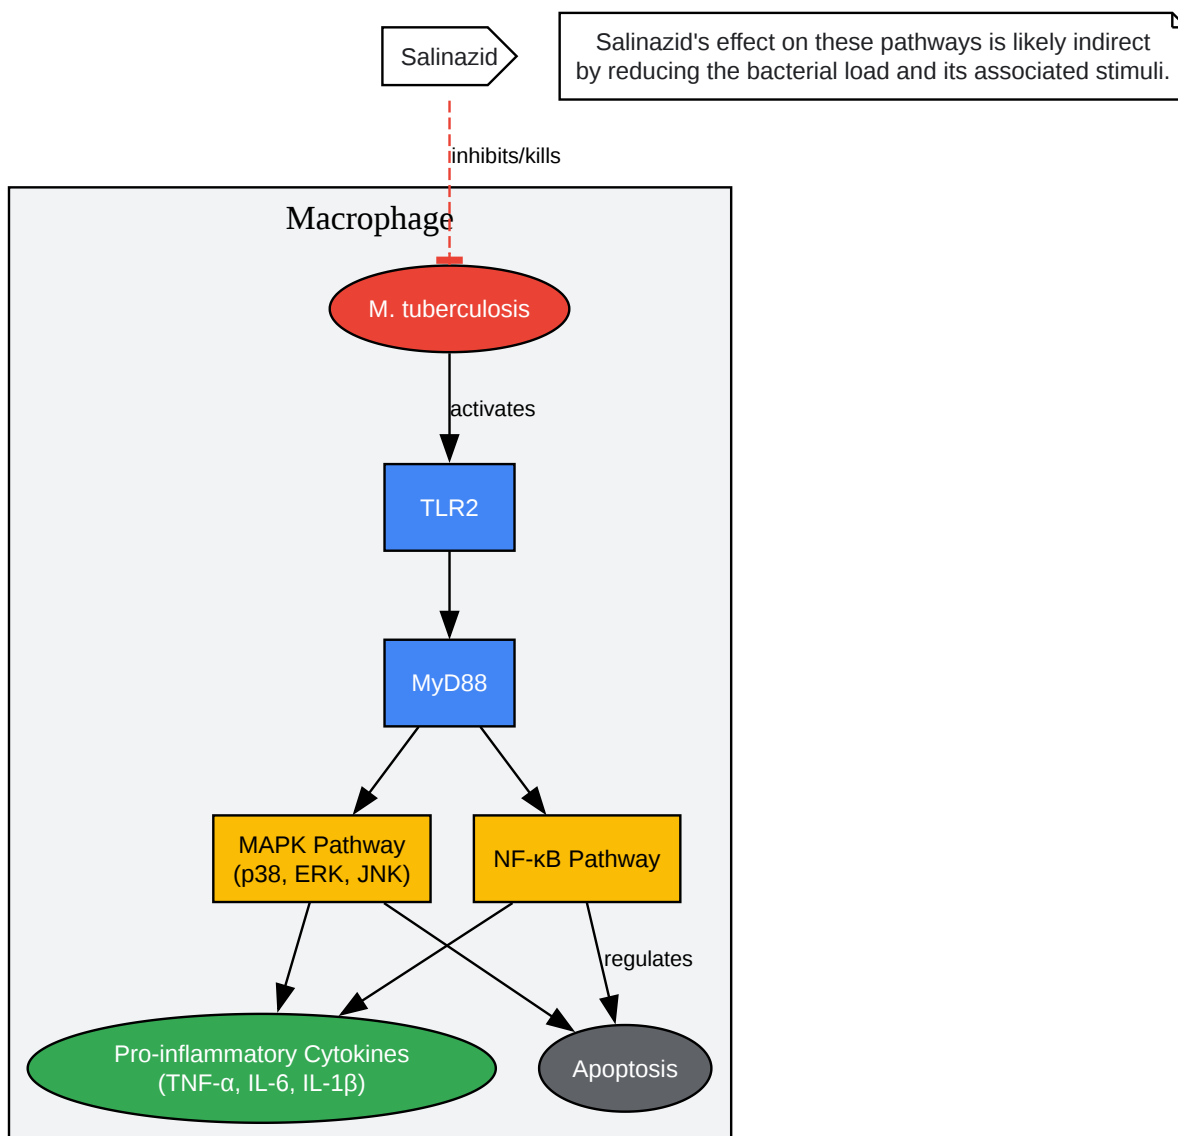 Salinazid
Salinazid's effect on these pathways is likely indirect
by reducing the bacterial load and its associated stimuli.
inhibits/kills
Macrophage
M. tuberculosis
activates
TLR2
MyD88
MAPK Pathway
(p38, ERK, JNK)
NF-κB Pathway
regulates
Pro-inflammatory Cytokines
(TNF-α, IL-6, IL-1β)
Apoptosis